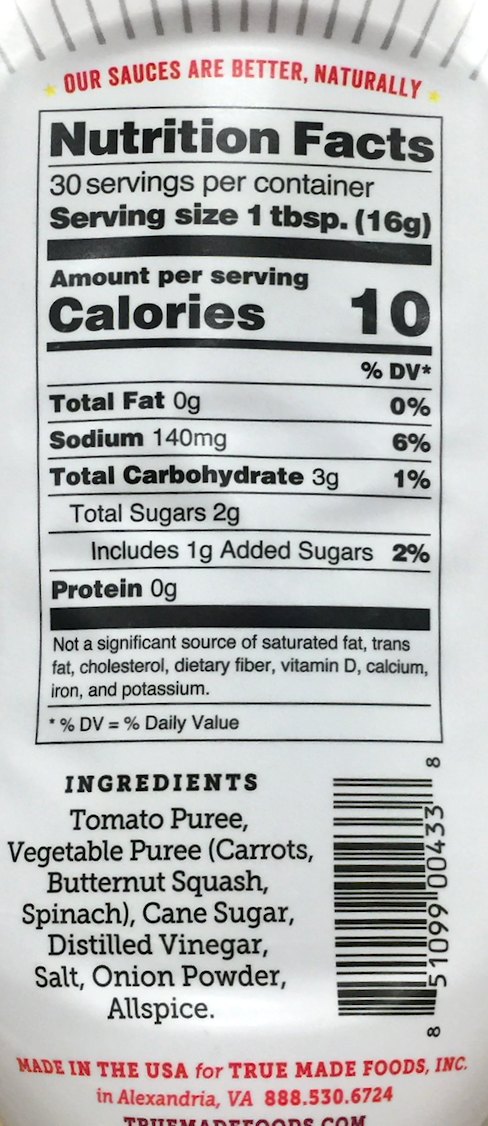 OUR SAUCES ARE BETTER, NATURALLY
Nutrition Facts
30 servings per container
Serving size 1 tbsp. (16g)
Amount per serving
Calories 10
% DV*
Total Fat 0g 0%
Sodium 140mg 6%
Total Carbohydrate 3g 1%
Total Sugars 2g
Includes 1g Added Sugars 2%
Protein 0g
Not a significant source of saturated fat, trans
fat, cholesterol, dietary fiber, vitamin D, calcium,
iron, and potassium.
* % DV = % Daily Value
INGREDIENTS
Tomato Puree,
Vegetable Puree (Carrots,
Butternut Squash,
Spinach), Cane Sugar,
Distilled Vinegar,
Salt, Onion Powder,
Allspice.
8 51099 00433 8
MADE IN THE USA for TRUE MADE FOODS, INC.
in Alexandria, VA 888.530.6724
TRUEMADEFOODS.COM